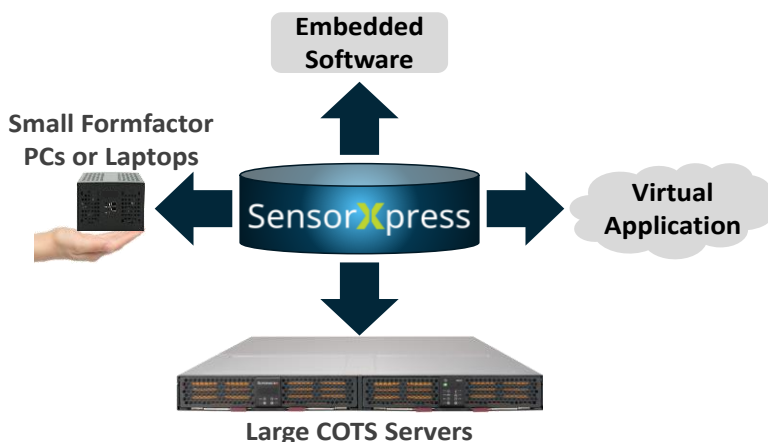 Embedded
Software
Small Formfactor
PCs or Laptops
SensorXpress
Virtual
Application
Large COTS Servers